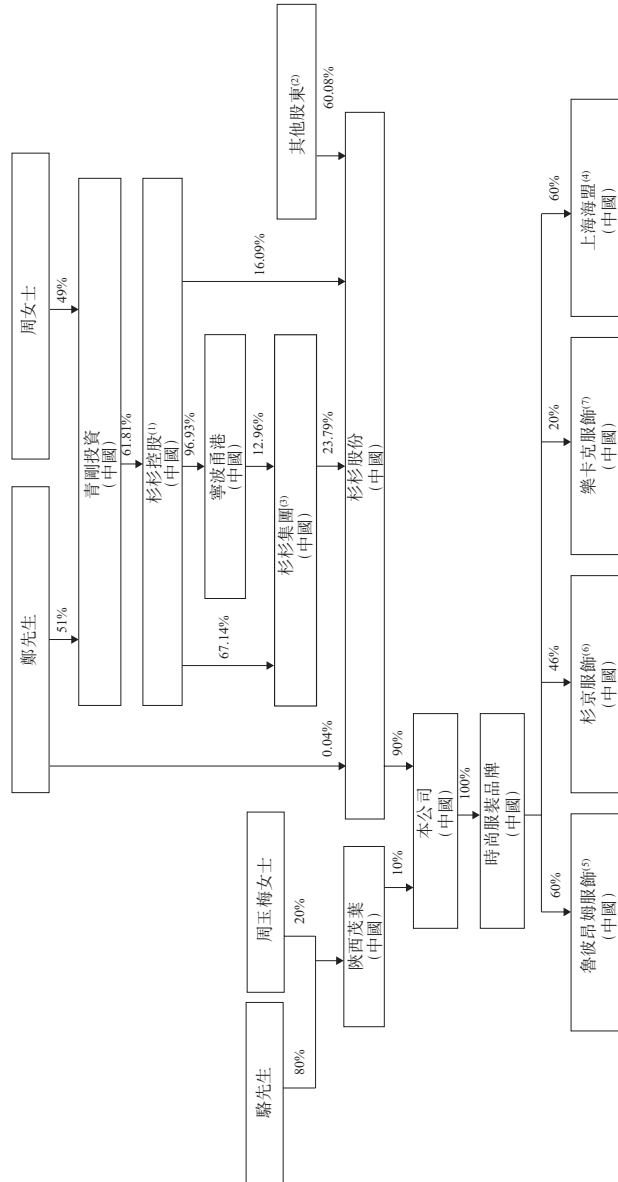 鄭先生
周女士
51%
49%
青剛投資
(中國)
61.81%
杉杉控股(1)
(中國)
96.93%
寧波甬港
(中國)
67.14%
12.96%
16.09%
其他股東(2)
杉杉集團(3)
(中國)
0.04%
23.79%
60.08%
駱先生
周玉梅女士
80%
20%
陝西茂葉
(中國)
杉杉股份
(中國)
10%
90%
本公司
(中國)
100%
時尚服裝品牌
(中國)
60%
46%
20%
60%
魯彼昂姆服飾(5)
(中國)
杉京服飾(6)
(中國)
樂卡克服飾(7)
(中國)
上海海盟(4)
(中國)